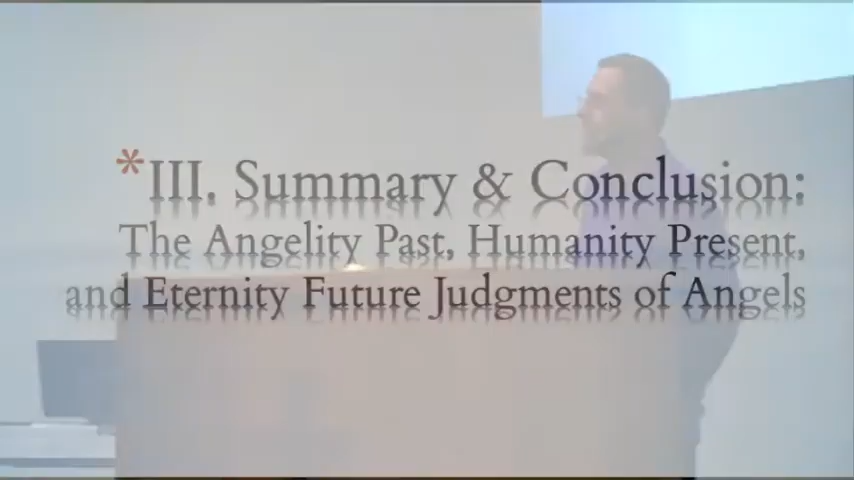 *III. Summary & Conclusion:
The Angelity Past, Humanity Present,
and Eternity Future Judgments of Angels